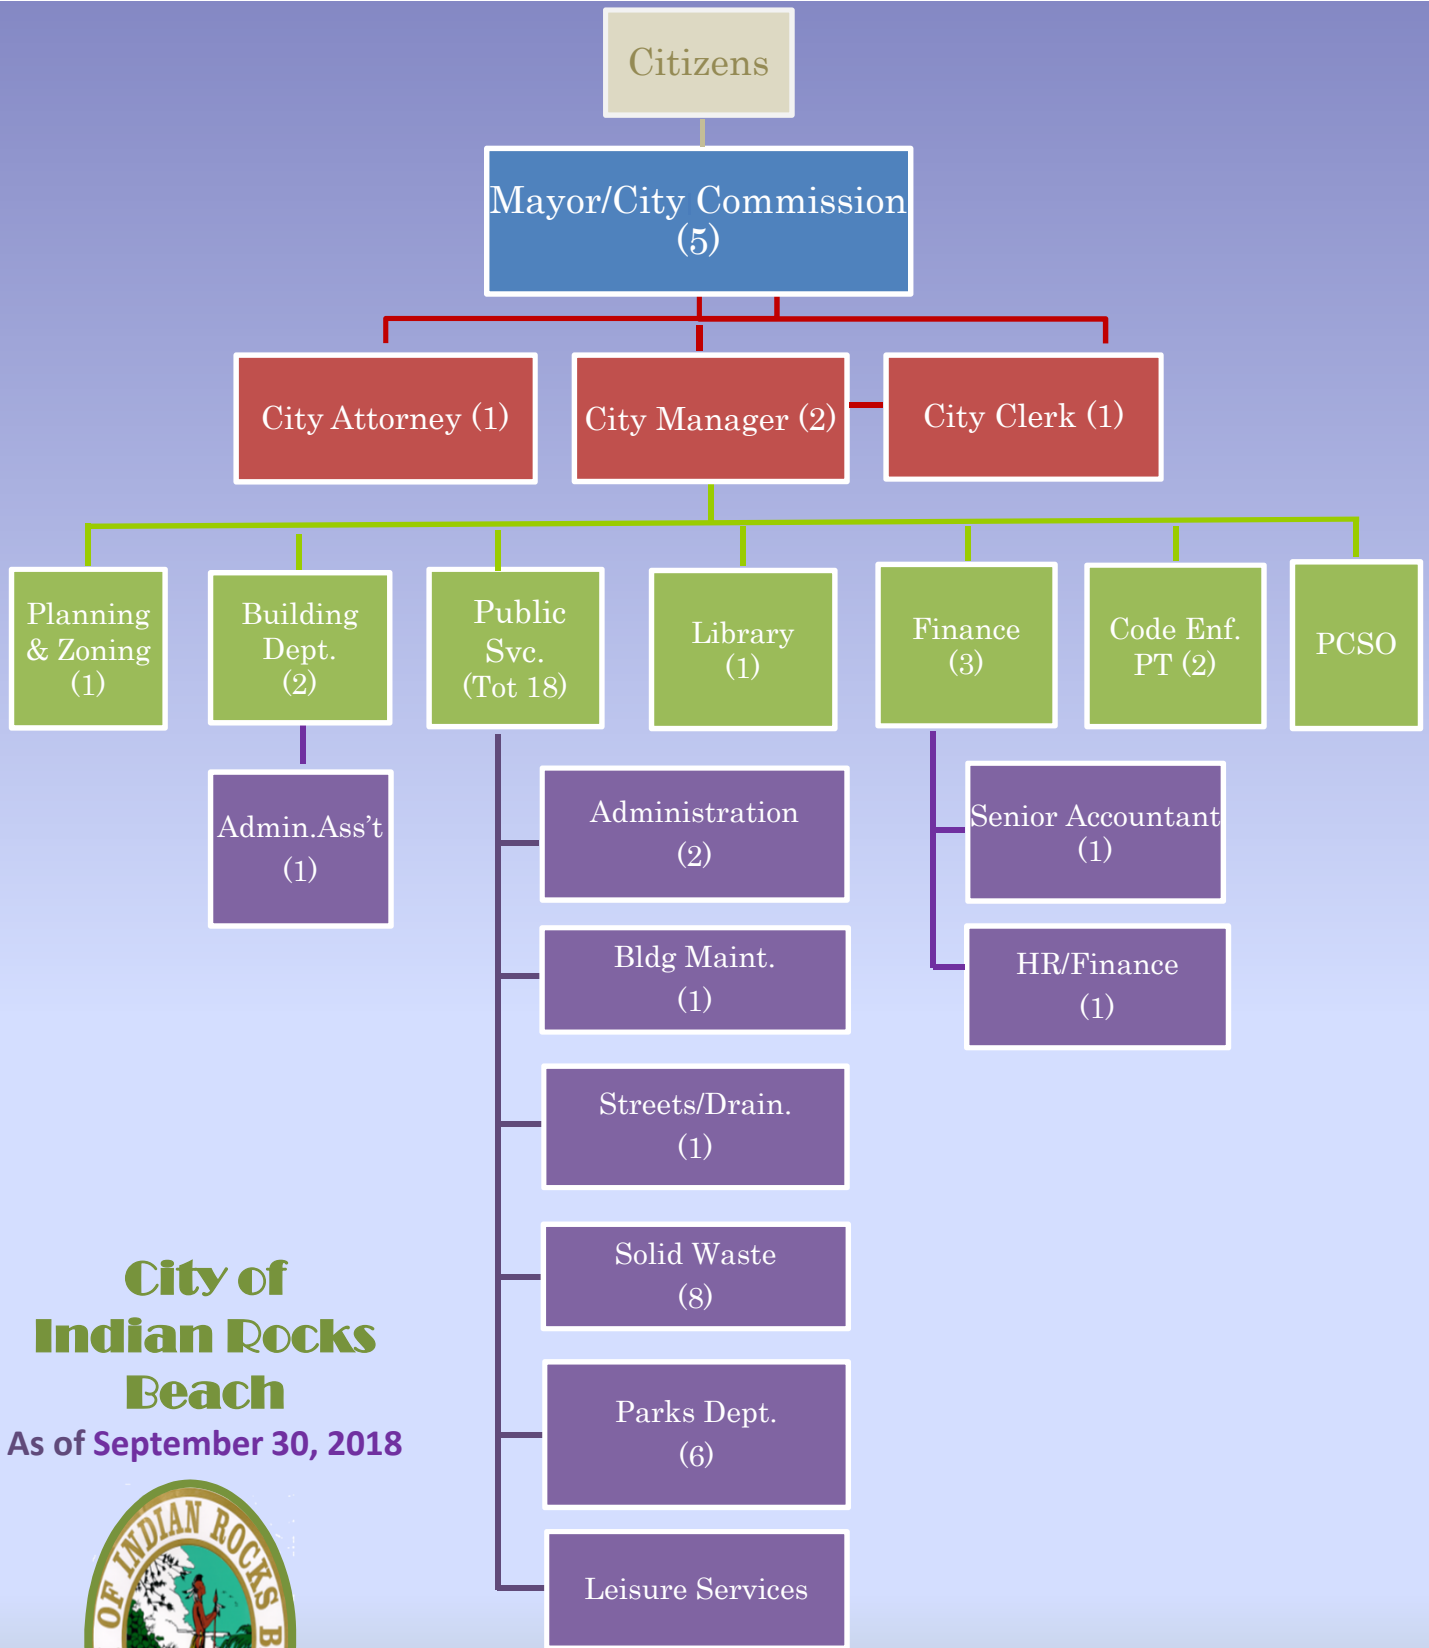 Citizens
Mayor/City Commission
(5)
City Attorney (1)
City Manager (2)
City Clerk (1)
Planning
& Zoning
(1)
Building
Dept.
(2)
Public
Svc.
(Tot 18)
Library
(1)
Finance
(3)
Code Enf.
PT (2)
PCSO
Admin.Ass’t
(1)
Administration
(2)
Bldg Maint.
(1)
Streets/Drain.
(1)
Solid Waste
(8)
Parks Dept.
(6)
Leisure Services
Senior Accountant
(1)
HR/Finance
(1)
City of
Indian Rocks
Beach
As of September 30, 2018
OF INDIAN ROCKS B